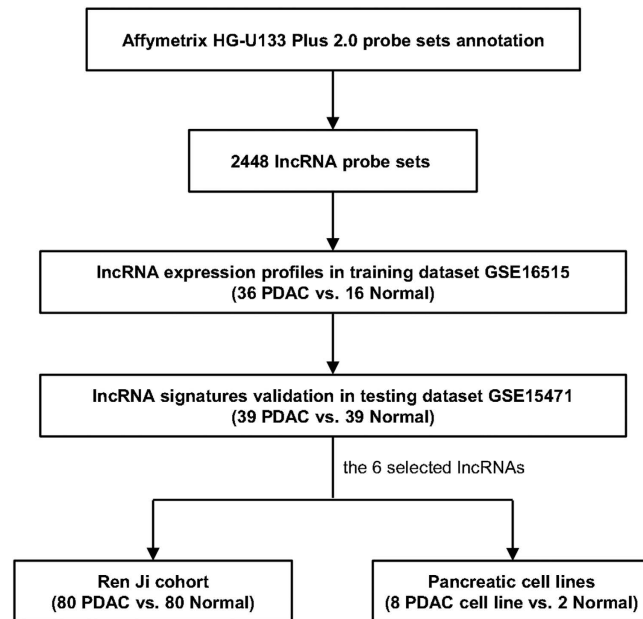 Affymetrix HG-U133 Plus 2.0 probe sets annotation
2448 lncRNA probe sets
lncRNA expression profiles in training dataset GSE16515
(36 PDAC vs. 16 Normal)
lncRNA signatures validation in testing dataset GSE15471
(39 PDAC vs. 39 Normal)
the 6 selected lncRNAs
Ren Ji cohort
(80 PDAC vs. 80 Normal)
Pancreatic cell lines
(8 PDAC cell line vs. 2 Normal)